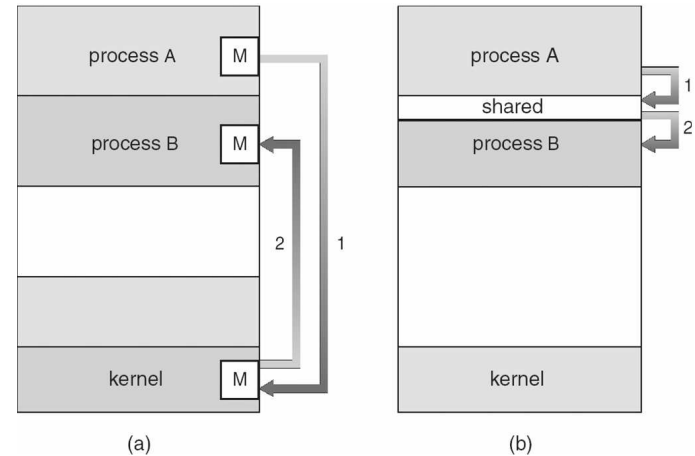 process A
M
process B
M
2
1
kernel
M
(a)
process A
1
shared
2
process B
kernel
(b)